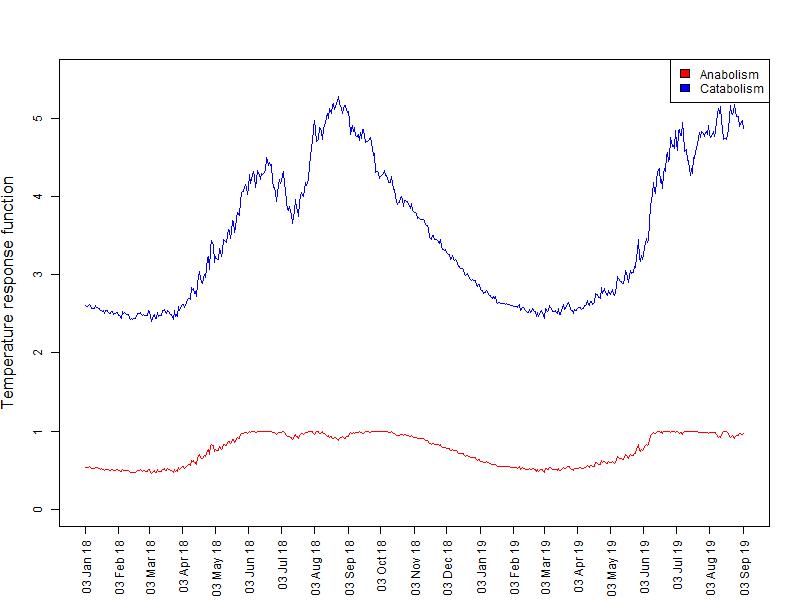 Anabolism
Catabolism
Temperature response function
5
4
3
2
1
0
03 Jan 18
03 Feb 18
03 Mar 18
03 Apr 18
03 May 18
03 Jun 18
03 Jul 18
03 Aug 18
03 Sep 18
03 Oct 18
03 Nov 18
03 Dec 18
03 Jan 19
03 Feb 19
03 Mar 19
03 Apr 19
03 May 19
03 Jun 19
03 Jul 19
03 Aug 19
03 Sep 19